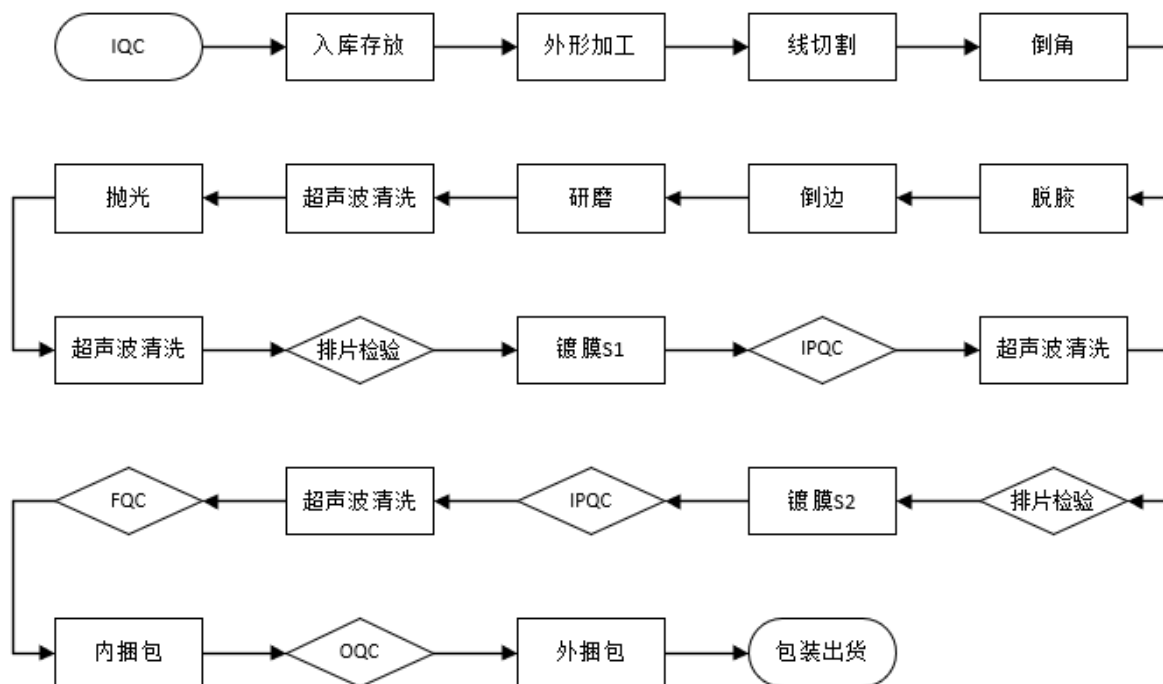 IQC
入库存放
外形加工
线切割
倒角
抛光
超声波清洗
研磨
倒边
脱胶
超声波清洗
排片检验
镀膜S1
IPQC
超声波清洗
FQC
超声波清洗
IPQC
镀膜S2
排片检验
内捆包
OQC
外捆包
包装出货